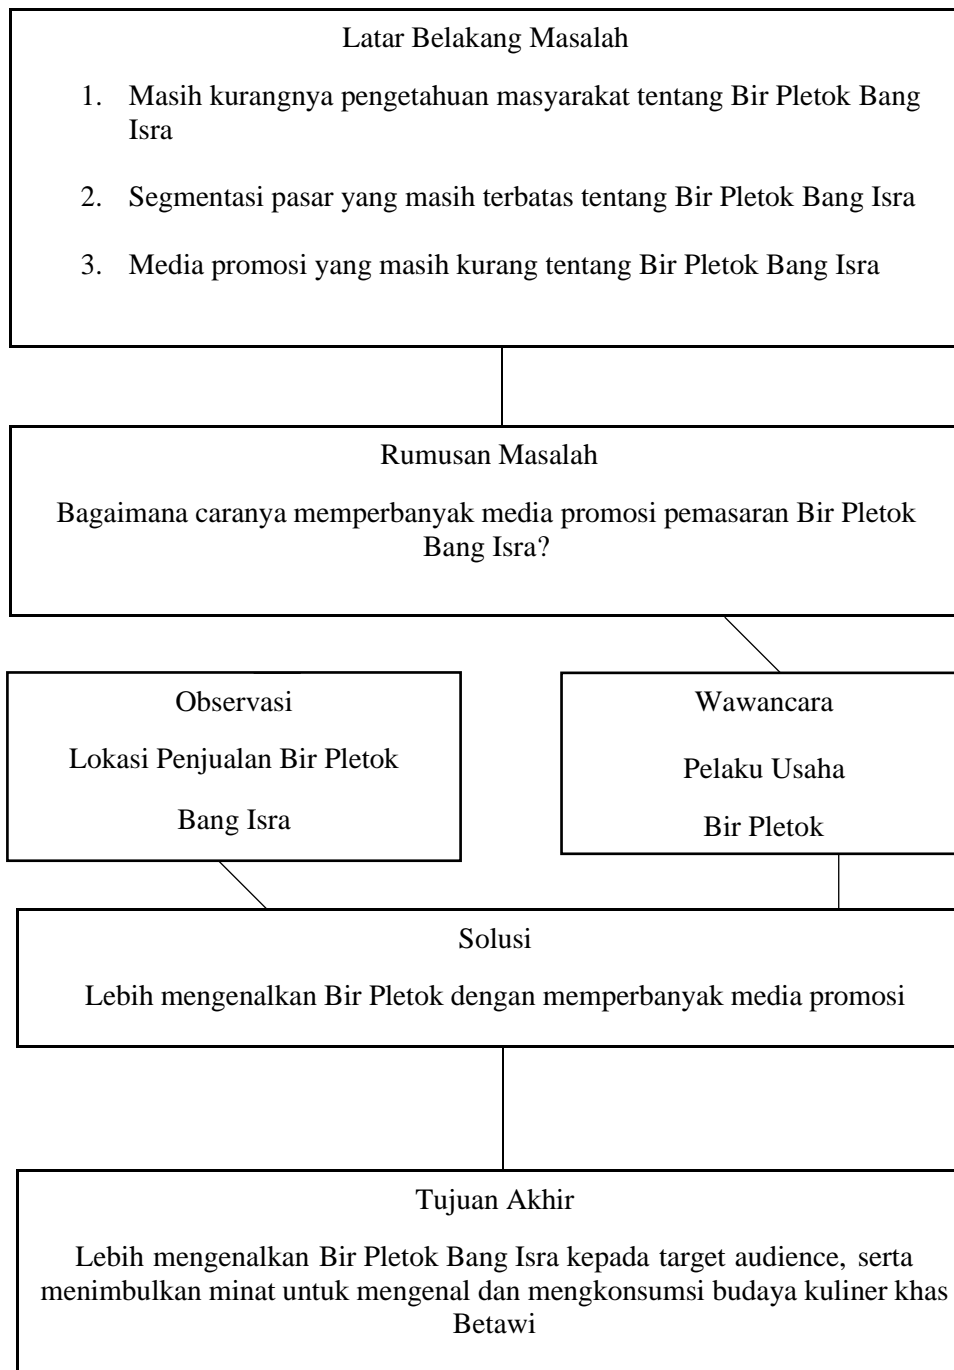 Latar Belakang Masalah
1. Masih kurangnya pengetahuan masyarakat tentang Bir Pletok Bang
Isra
2. Segmentasi pasar yang masih terbatas tentang Bir Pletok Bang Isra
3. Media promosi yang masih kurang tentang Bir Pletok Bang Isra
Rumusan Masalah
Bagaimana caranya memperbanyak media promosi pemasaran Bir Pletok
Bang Isra?
Observasi
Lokasi Penjualan Bir Pletok
Bang Isra
Wawancara
Pelaku Usaha
Bir Pletok
Solusi
Lebih mengenalkan Bir Pletok dengan memperbanyak media promosi
Tujuan Akhir
Lebih mengenalkan Bir Pletok Bang Isra kepada target audience, serta
menimbulkan minat untuk mengenal dan mengkonsumsi budaya kuliner khas
Betawi